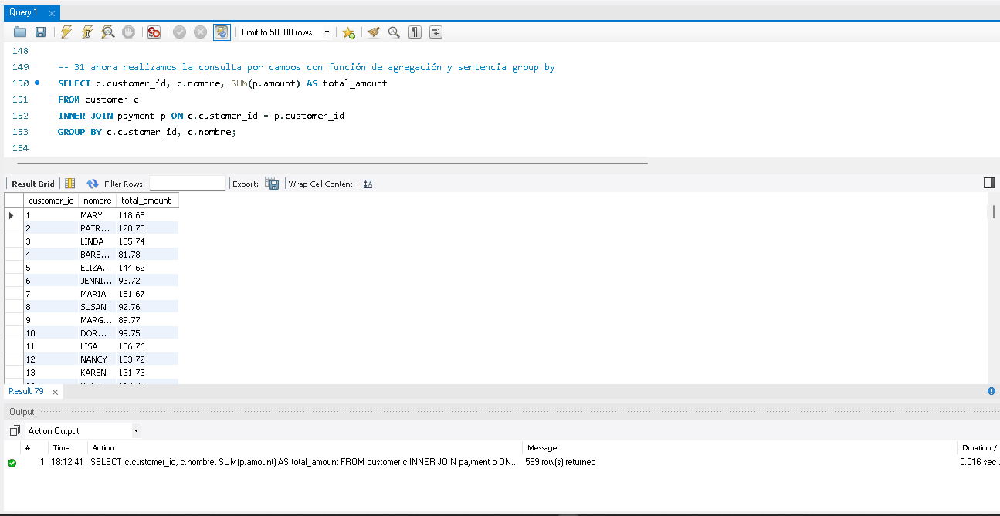 Query 1
Limit to 50000 rows
148
149 -- 31 ahora realizamos la consulta por campos con función de agregación y sentencia group by
150 SELECT c.customer_id, c.nombre, SUM(p.amount) AS total_amount
151 FROM customer c
152 INNER JOIN payment p ON c.customer_id = p.customer_id
153 GROUP BY c.customer_id, c.nombre;
154
Result Grid Filter Rows: Export: Wrap Cell Content:
customer_id nombre total_amount
1 MARY 118.68
2 PATR... 128.73
3 LINDA 135.74
4 BARB... 81.78
5 ELIZA... 144.62
6 JENNI... 93.72
7 MARIA 151.67
8 SUSAN 92.76
9 MARG... 89.77
10 DOR... 99.75
11 LISA 106.76
12 NANCY 103.72
13 KAREN 131.73
Result 79
Output
Action Output
# Time Action Message Duration /
1 18:12:41 SELECT c.customer_id, c.nombre, SUM(p.amount) AS total_amount FROM customer c INNER JOIN payment p ON... 599 row(s) returned 0.016 sec